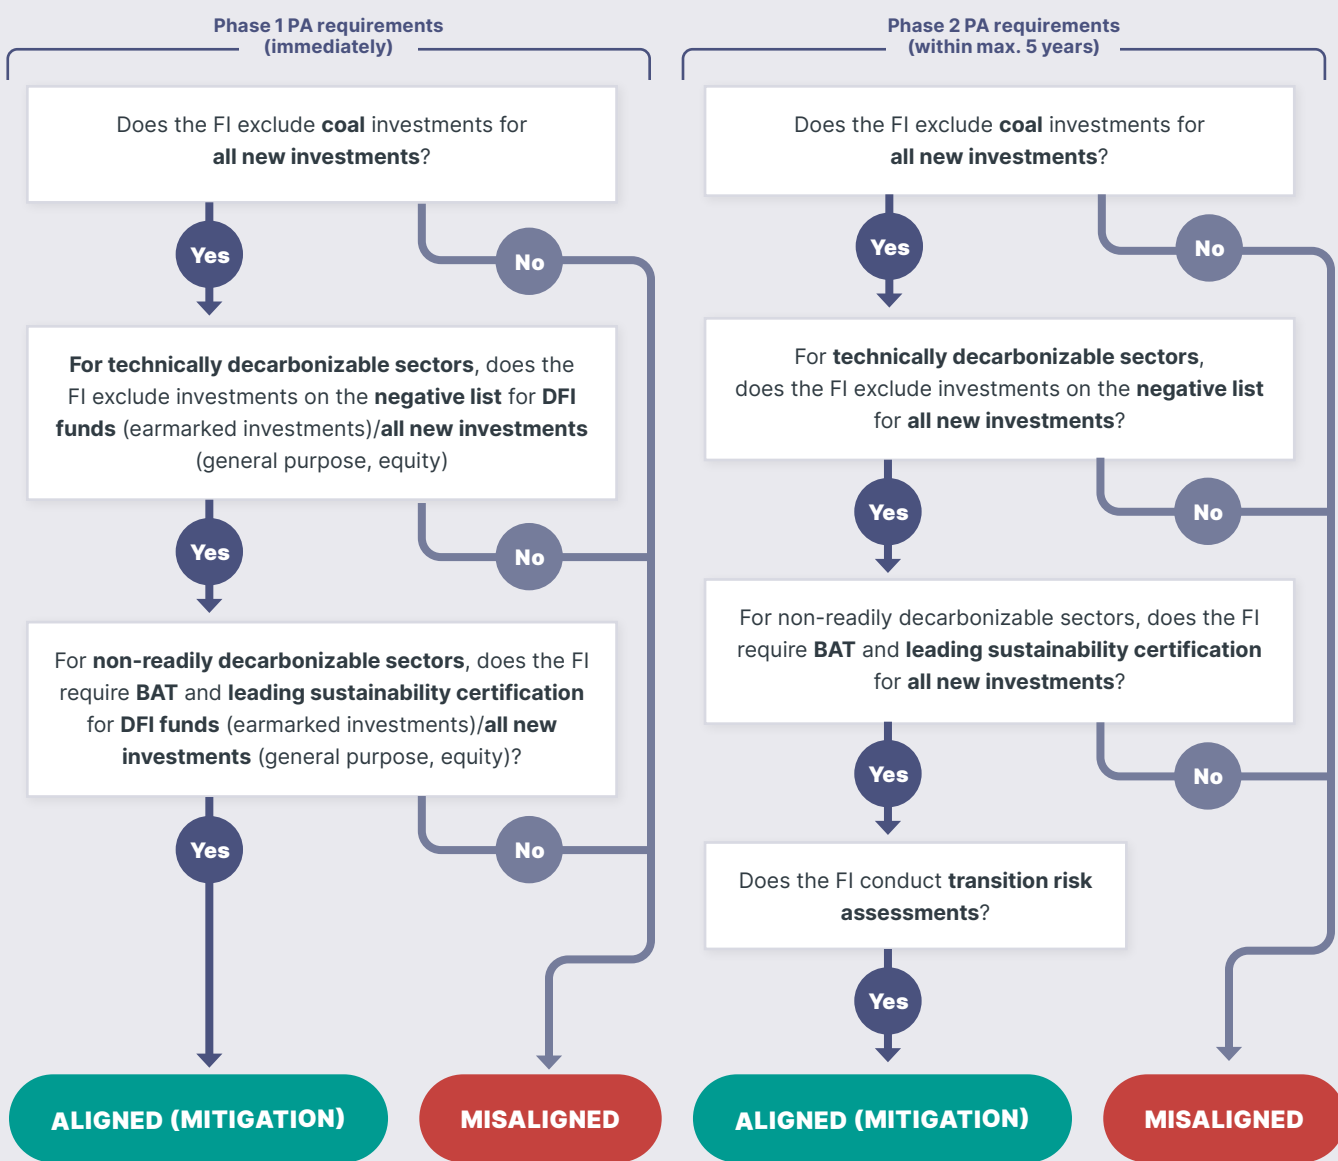 Phase 1 PA requirements
(immediately)
Does the FI exclude coal investments for
all new investments?
Yes
No
For technically decarbonizable sectors, does the
FI exclude investments on the negative list for DFI
funds (earmarked investments)/all new investments
(general purpose, equity)
Yes
No
For non-readily decarbonizable sectors, does the FI
require BAT and leading sustainability certification
for DFI funds (earmarked investments)/all new
investments (general purpose, equity)?
Yes
No
ALIGNED (MITIGATION)
MISALIGNED
Phase 2 PA requirements
(within max. 5 years)
Does the FI exclude coal investments for
all new investments?
Yes
No
For technically decarbonizable sectors,
does the FI exclude investments on the negative list
for all new investments?
Yes
No
For non-readily decarbonizable sectors, does the FI
require BAT and leading sustainability certification
for all new investments?
Yes
No
Does the FI conduct transition risk
assessments?
Yes
ALIGNED (MITIGATION)
MISALIGNED